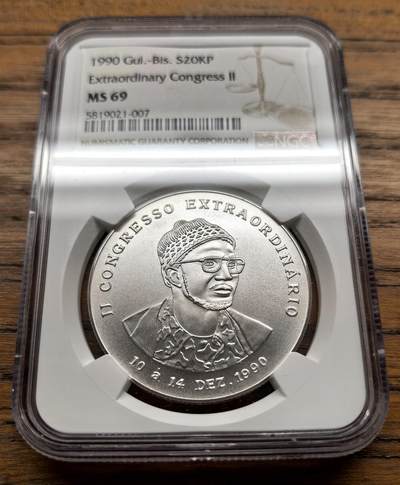 1990 Gui.-Bis. S20KP
Extraordinary Congress II
MS 69
5819021-007
NUMISMATIC GUARANTY CORPORATION
NGC
II CONGRESSO EXTRAORDINÁRIO
10 à 14 DEZ. 1990